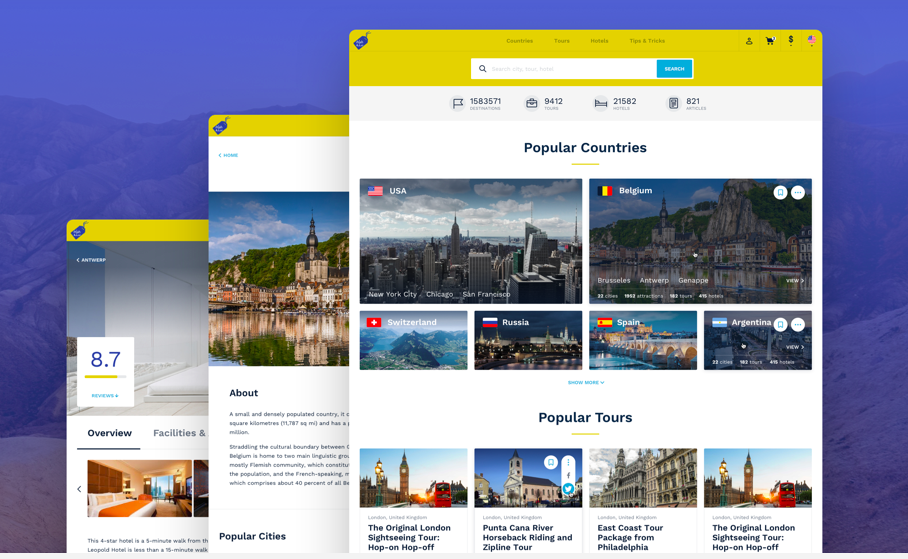 Countries Tours Hotels Tips & Tricks
$
Search city, tour, hotel
SEARCH
1583571
DESTINATIONS
9412
TOURS
21582
HOTELS
821
ARTICLES
Popular Countries
USA
New York City Chicago San Francisco
Belgium
Brusseles Antwerp Genappe
VIEW
22 cities 1952 attractions 182 tours 415 hotels
Switzerland
Russia
Spain
Argentina
VIEW
22 cities 182 tours 415 hotels
SHOW MORE
Popular Tours
London, United Kingdom
The Original London
Sightseeing Tour:
Hop-on Hop-off
London, United Kingdom
Punta Cana River
Horseback Riding and
Zipline Tour
London, United Kingdom
East Coast Tour
Package from
Philadelphia
London, United Kingdom
The Original London
Sightseeing Tour:
Hop-on Hop-off
HOME
About
A small and densely populated country, it c
square kilometres (11,787 sq mi) and has a p
million.
Straddling the cultural boundary between G
Belgium is home to two main linguistic grou
mostly Flemish community, which constitut
the population, and the French-speaking, m
which comprises about 40 percent of all Be
Popular Cities
ANTWERP
8.7
REVIEWS
Overview Facilities &
This 4-star hotel is a 5-minute walk from th
Leopold Hotel is less than a 15-minute walk